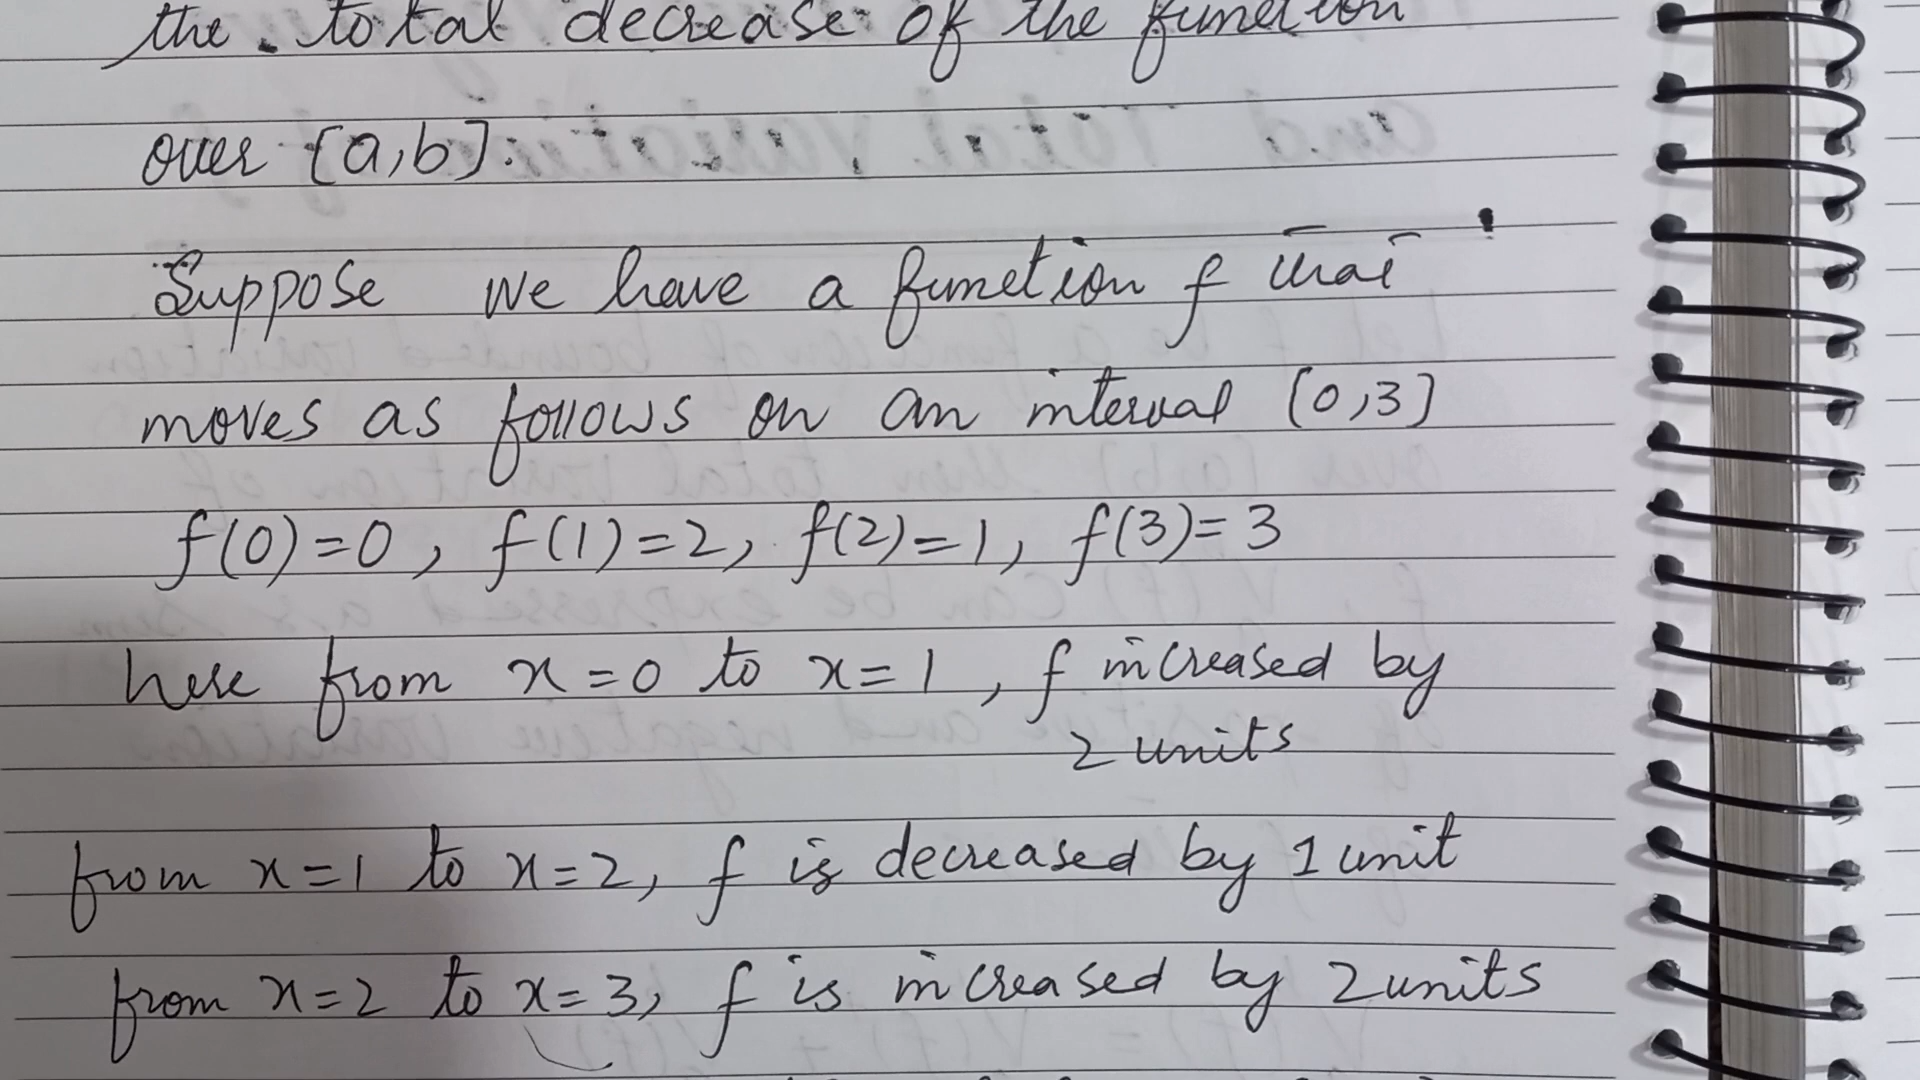 the total decrease of the function
over [a,b].
Suppose we have a function f that
moves as follows on an interval [0,3]
f(0)=0, f(1)=2, f(2)=1, f(3)=3
here from x=0 to x=1, f increased by
2 units
from x=1 to x=2, f is decreased by 1 unit
from x=2 to x=3, f is increased by 2 units